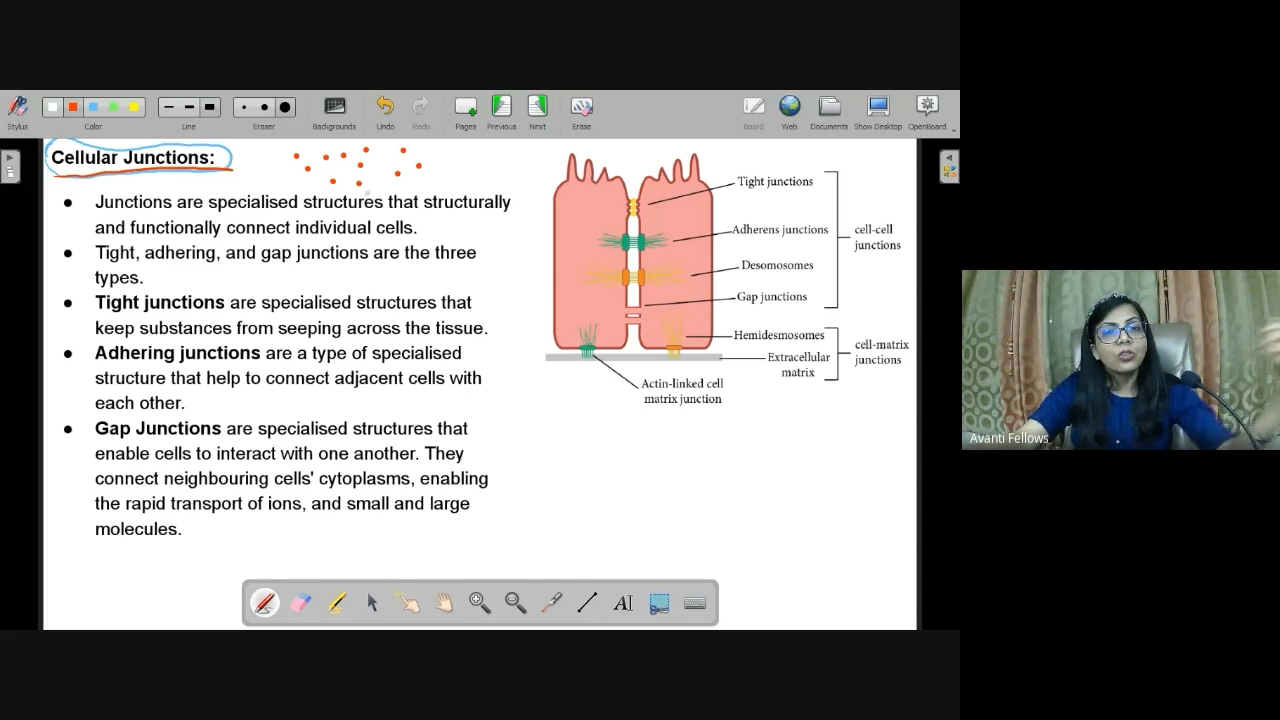 Stylus
Color
Line
Eraser
Backgrounds
Undo
Redo
Pages
Previous
Next
Erase
Board
Web
Documents
Show Desktop
OpenBoard
Cellular Junctions:
● Junctions are specialised structures that structurally
and functionally connect individual cells.
● Tight, adhering, and gap junctions are the three
types.
● Tight junctions are specialised structures that
keep substances from seeping across the tissue.
● Adhering junctions are a type of specialised
structure that help to connect adjacent cells with
each other.
● Gap Junctions are specialised structures that
enable cells to interact with one another. They
connect neighbouring cells' cytoplasms, enabling
the rapid transport of ions, and small and large
molecules.
Tight junctions
Adherens junctions
Desomosomes
Gap junctions
cell-cell
junctions
Hemidesmosomes
Extracellular
matrix
cell-matrix
junctions
Actin-linked cell
matrix junction
AI
Avanti Fellows